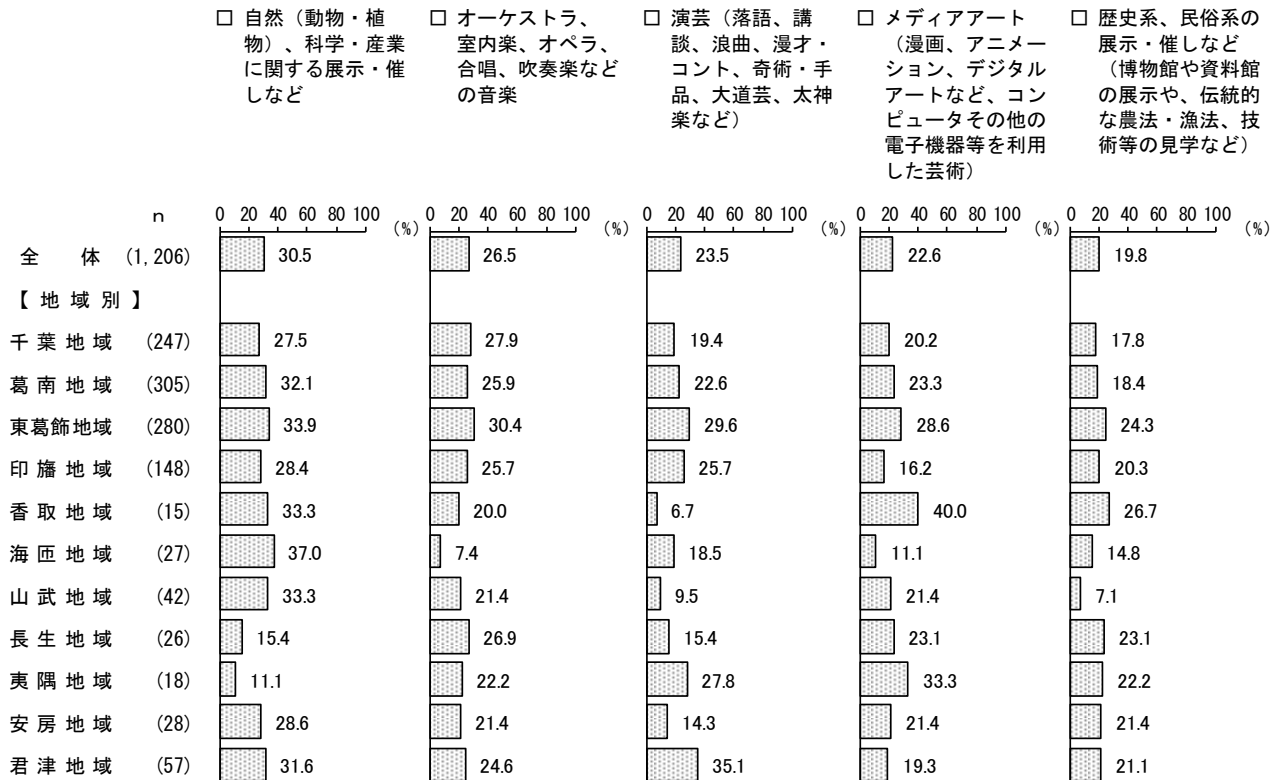 □ 自然（動物・植
物）、科学・産業
に関する展示・催
しなど
□ オーケストラ、
室内楽、オペラ、
合唱、吹奏楽など
の音楽
□ 演芸（落語、講
談、浪曲、漫才・
コント、奇術・手
品、大道芸、太神
楽など）
□ メディアアート
（漫画、アニメー
ション、デジタル
アートなど、コン
ピュータその他の
電子機器等を利用
した芸術）
□ 歴史系、民俗系の
展示・催しなど
（博物館や資料館
の展示や、伝統的
な農法・漁法、技
術等の見学など）
n 0 20 40 60 80 100 (%) 0 20 40 60 80 100 (%) 0 20 40 60 80 100 (%) 0 20 40 60 80 100 (%) 0 20 40 60 80 100 (%)
全 体 (1,206) 30.5 26.5 23.5 22.6 19.8
【地域別】
千葉地域 (247) 27.5 27.9 19.4 20.2 17.8
葛南地域 (305) 32.1 25.9 22.6 23.3 18.4
東葛飾地域 (280) 33.9 30.4 29.6 28.6 24.3
印旛地域 (148) 28.4 25.7 25.7 16.2 20.3
香取地域 (15) 33.3 20.0 6.7 40.0 26.7
海匝地域 (27) 37.0 7.4 18.5 11.1 14.8
山武地域 (42) 33.3 21.4 9.5 21.4 7.1
長生地域 (26) 15.4 26.9 15.4 23.1 23.1
夷隅地域 (18) 11.1 22.2 27.8 33.3 22.2
安房地域 (28) 28.6 21.4 14.3 21.4 21.4
君津地域 (57) 31.6 24.6 35.1 19.3 21.1